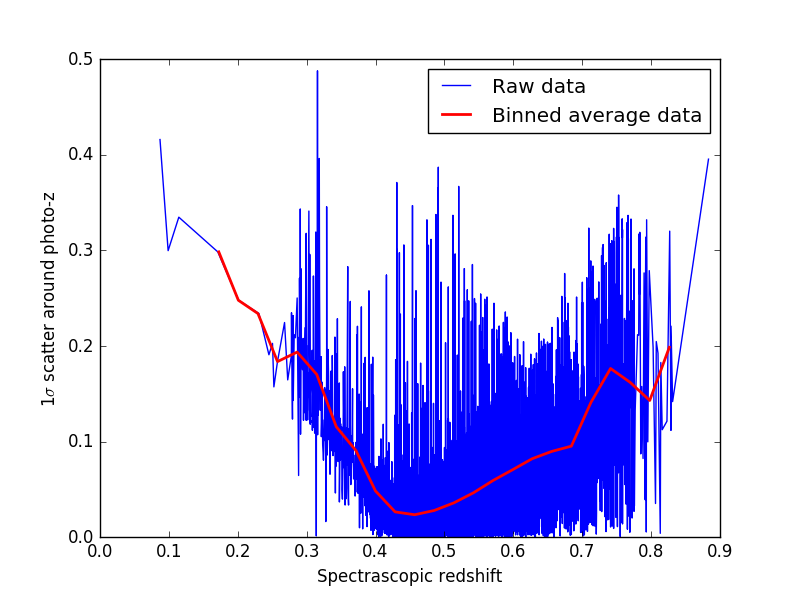 0.5
0.4
0.3
0.2
0.1
0.0
1σ scatter around photo-z
Raw data
Binned average data
0.0 0.1 0.2 0.3 0.4 0.5 0.6 0.7 0.8 0.9
Spectrascopic redshift